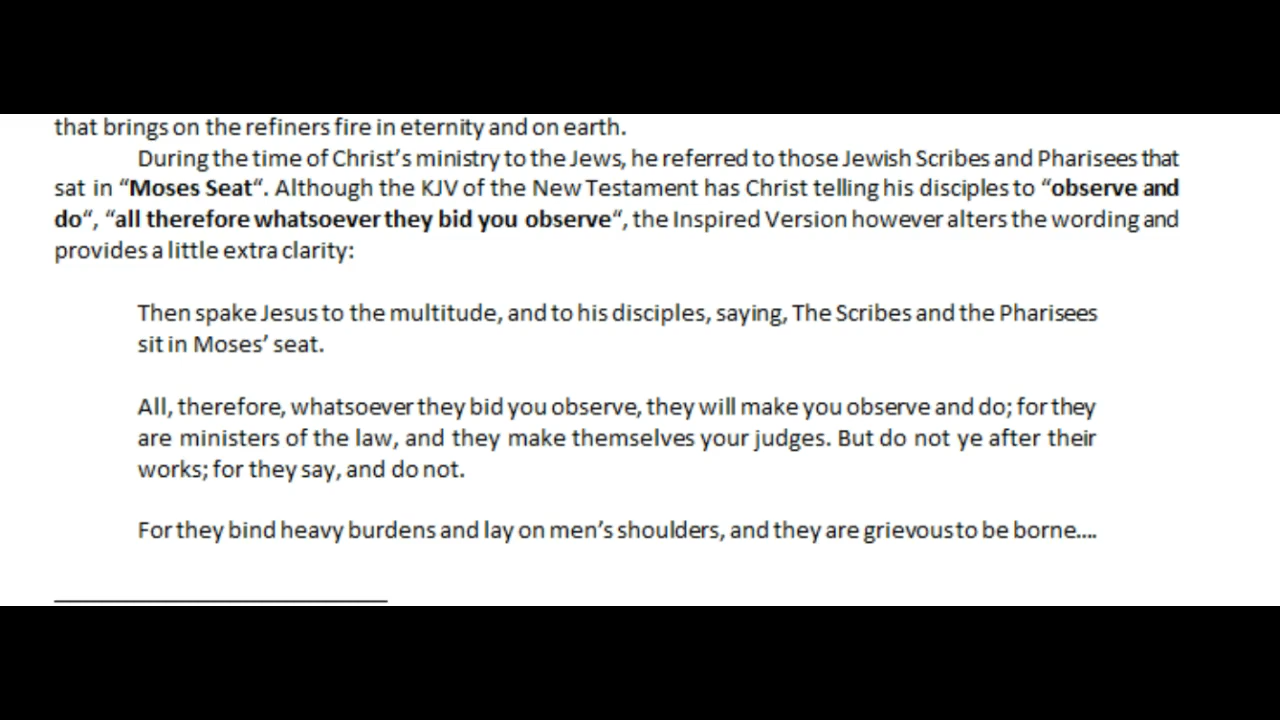 that brings on the refiners fire in eternity and on earth.
During the time of Christ’s ministry to the Jews, he referred to those Jewish Scribes and Pharisees that
sat in “Moses Seat“. Although the KJV of the New Testament has Christ telling his disciples to “observe and
do“, “all therefore whatsoever they bid you observe“, the Inspired Version however alters the wording and
provides a little extra clarity:
Then spake Jesus to the multitude, and to his disciples, saying, The Scribes and the Pharisees
sit in Moses’ seat.
All, therefore, whatsoever they bid you observe, they will make you observe and do; for they
are ministers of the law, and they make themselves your judges. But do not ye after their
works; for they say, and do not.
For they bind heavy burdens and lay on men’s shoulders, and they are grievous to be borne....